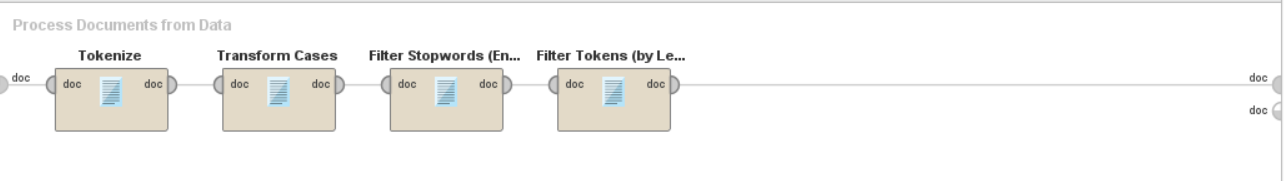 Process Documents from Data
Tokenize Transform Cases Filter Stopwords (En... Filter Tokens (by Le...
doc doc doc doc doc doc doc doc doc doc
doc